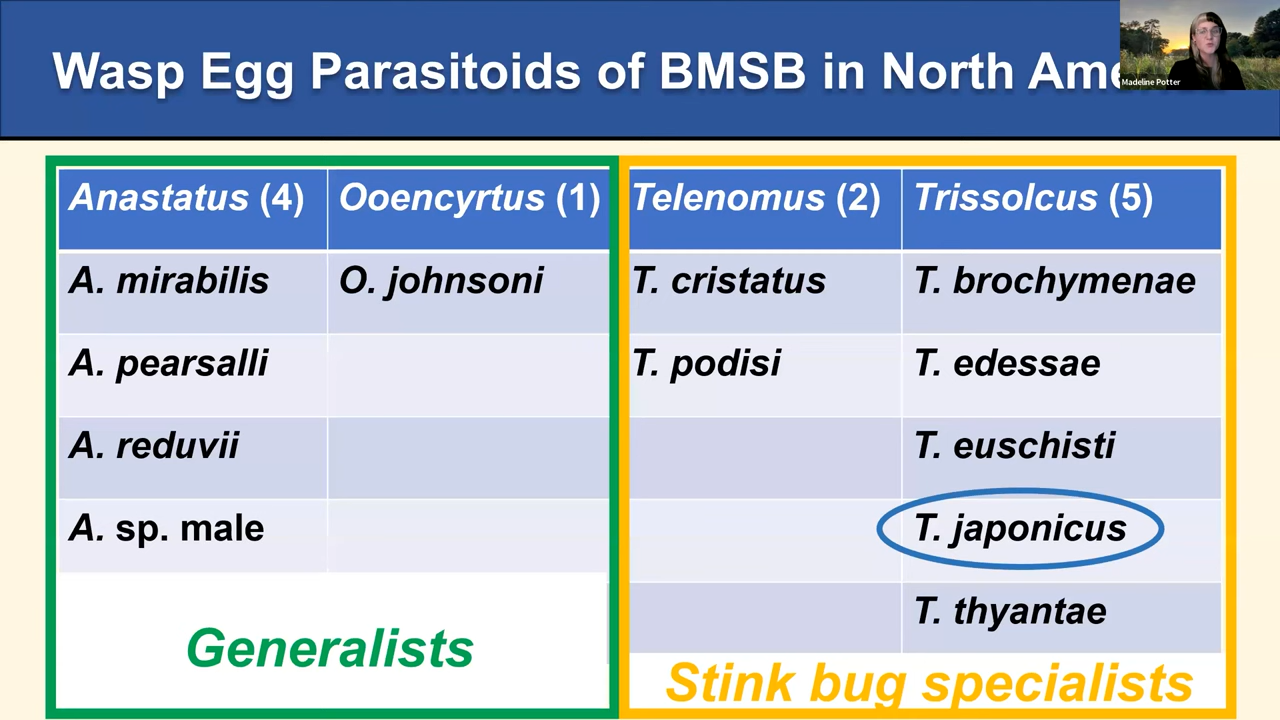 Wasp Egg Parasitoids of BMSB in North Ame
Madeline Potter
Anastatus (4) Ooencyrtus (1) Telenomus (2) Trissolcus (5)
A. mirabilis O. johnsoni T. cristatus T. brochymenae
A. pearsalli T. podisi T. edessae
A. reduvii T. euschisti
A. sp. male T. japonicus
T. thyantae
Generalists
Stink bug specialists